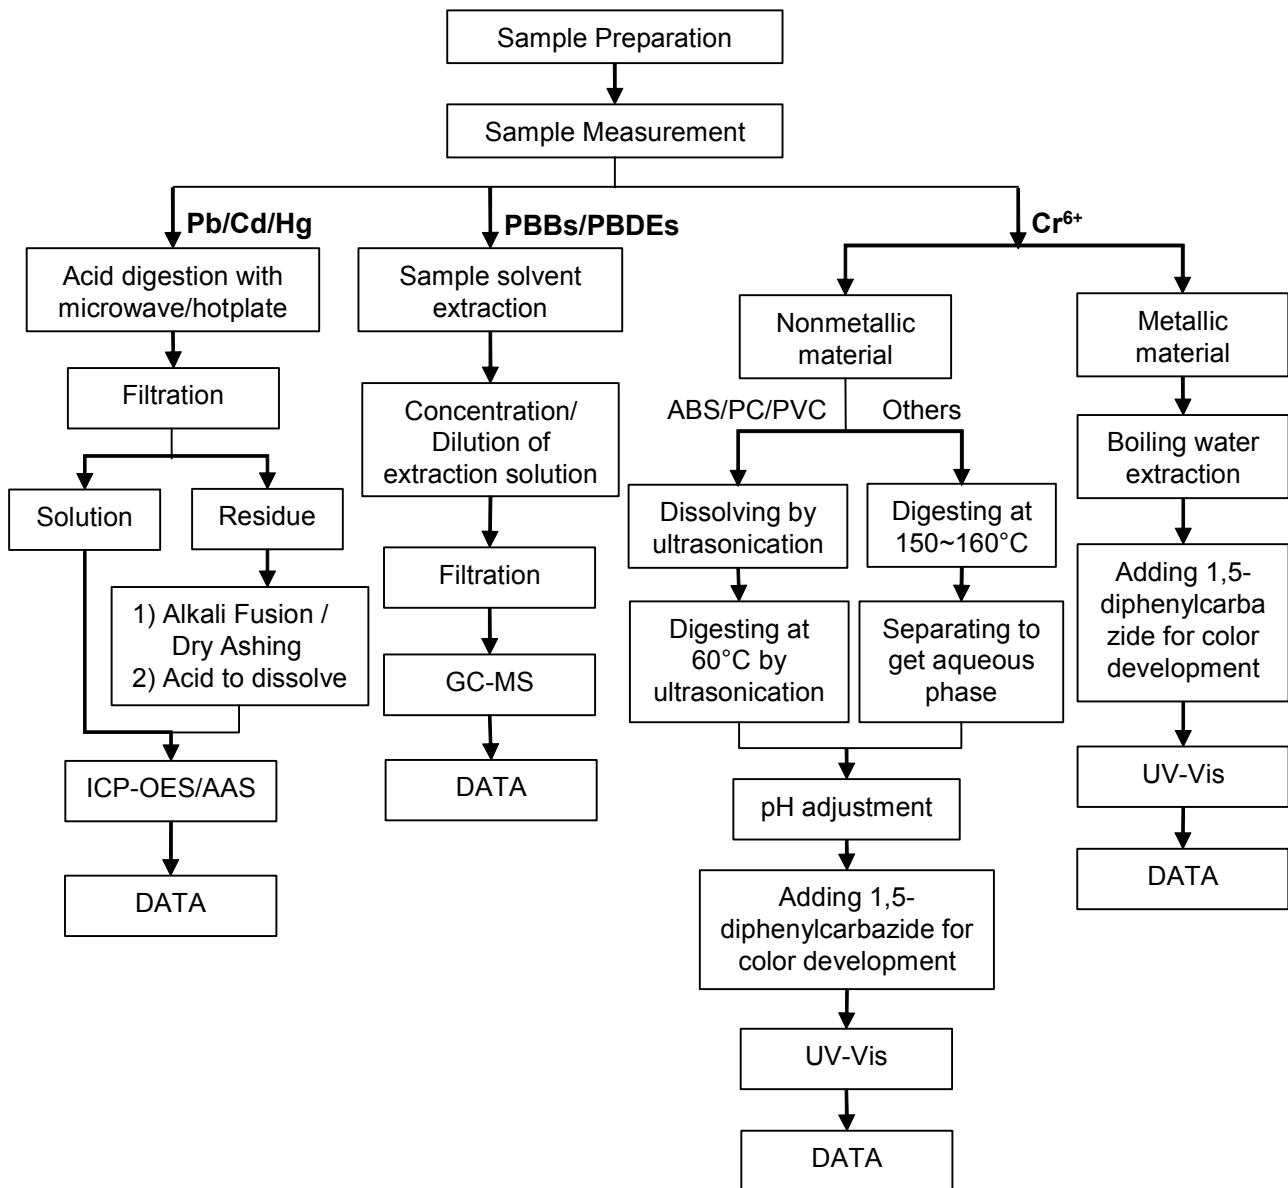 Sample Preparation
Sample Measurement
Pb/Cd/Hg
Acid digestion with
microwave/hotplate
Filtration
Solution
Residue
1) Alkali Fusion /
Dry Ashing
2) Acid to dissolve
ICP-OES/AAS
DATA
PBBs/PBDEs
Sample solvent
extraction
Concentration/
Dilution of
extraction solution
Filtration
GC-MS
DATA
Cr⁶⁺
Nonmetallic
material
ABS/PC/PVC
Others
Dissolving by
ultrasonication
Digesting at
60°C by
ultrasonication
Digesting at
150~160°C
Separating to
get aqueous
phase
pH adjustment
Adding 1,5-
diphenylcarbazide for
color development
UV-Vis
DATA
Metallic
material
Boiling water
extraction
Adding 1,5-
diphenylcarba
zide for color
development
UV-Vis
DATA